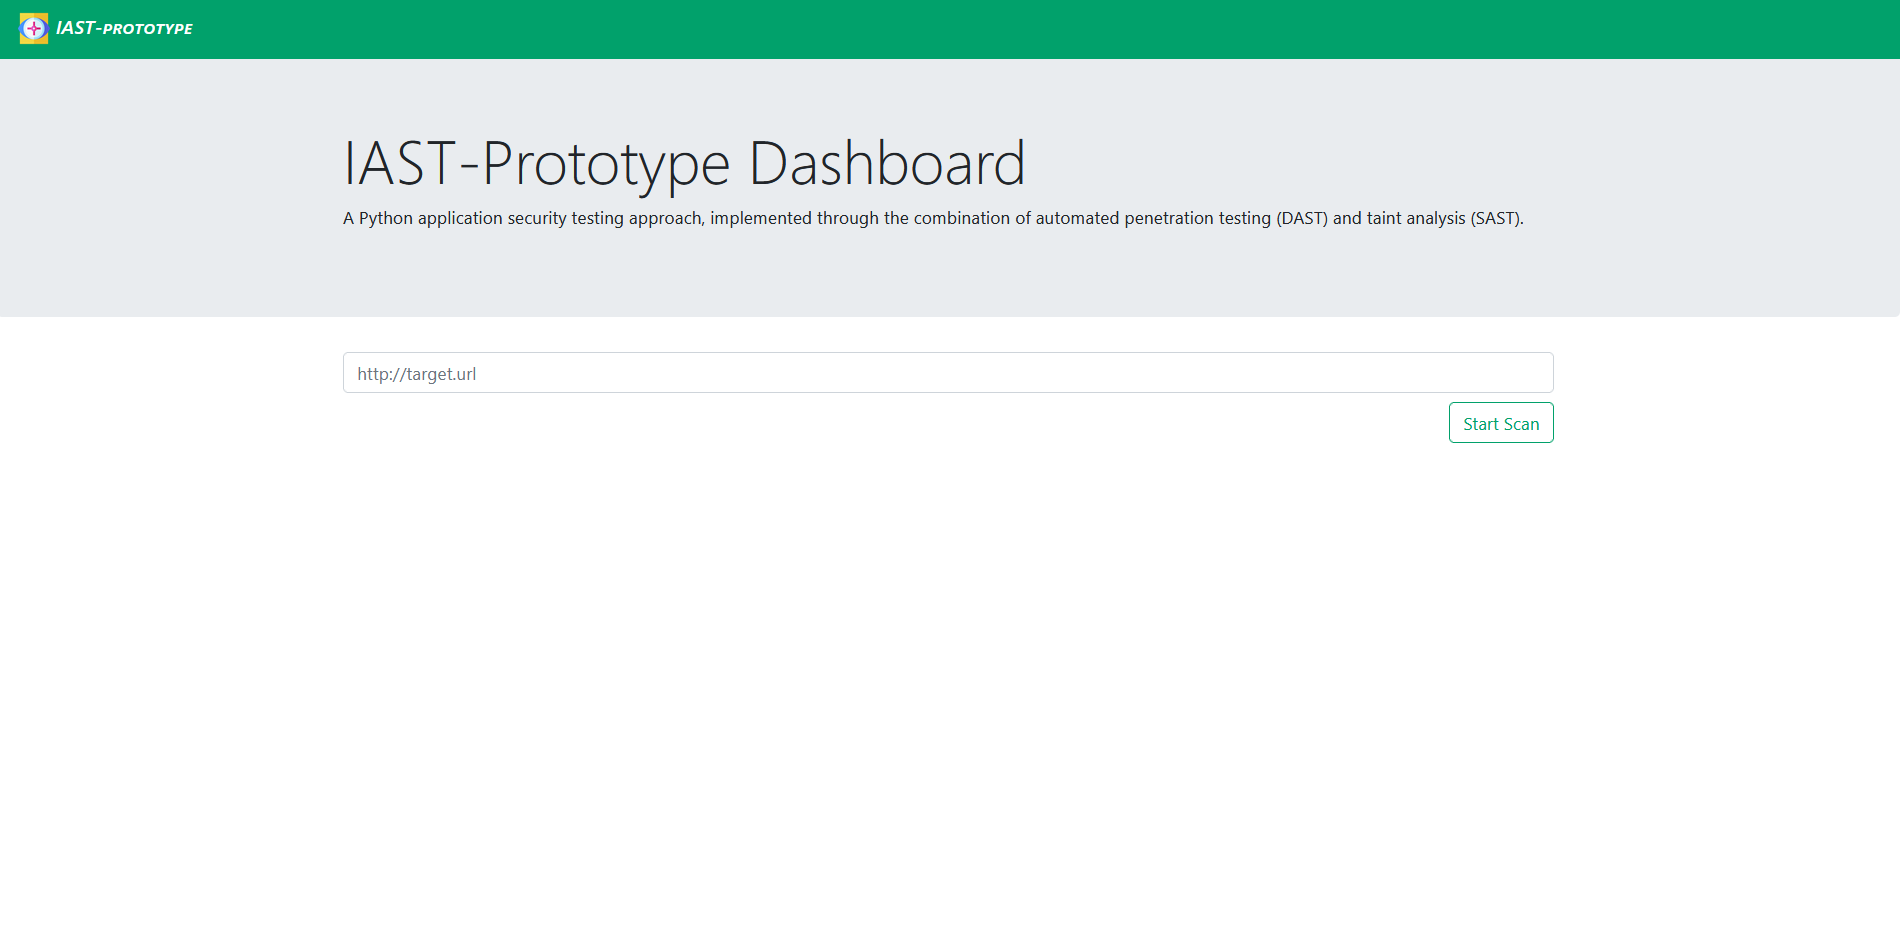 IAST-PROTOTYPE
IAST-Prototype Dashboard
A Python application security testing approach, implemented through the combination of automated penetration testing (DAST) and taint analysis (SAST).
http://target.url
Start Scan